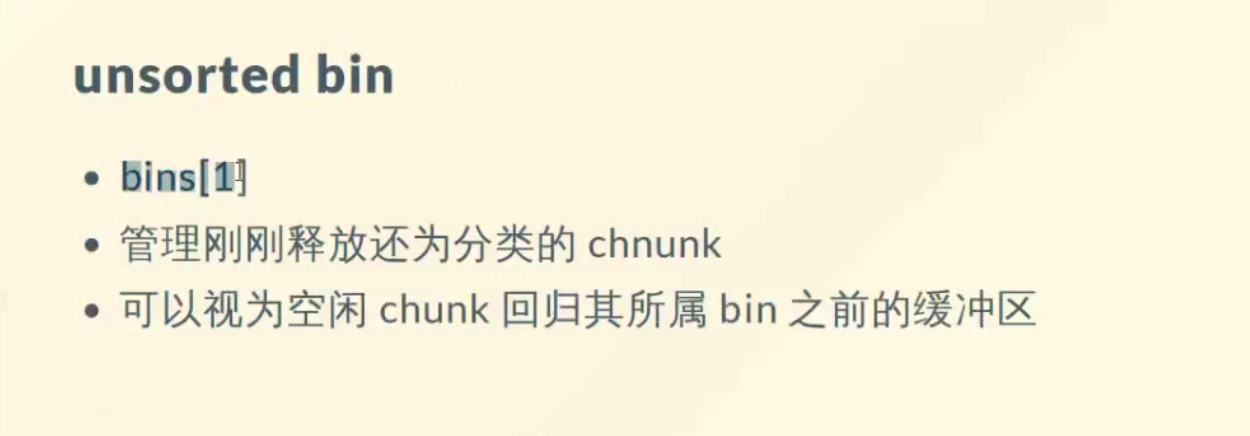 unsorted bin
• bins[1]
• 管理刚刚释放还为分类的 chnunk
• 可以视为空闲 chunk 回归其所属 bin 之前的缓冲区